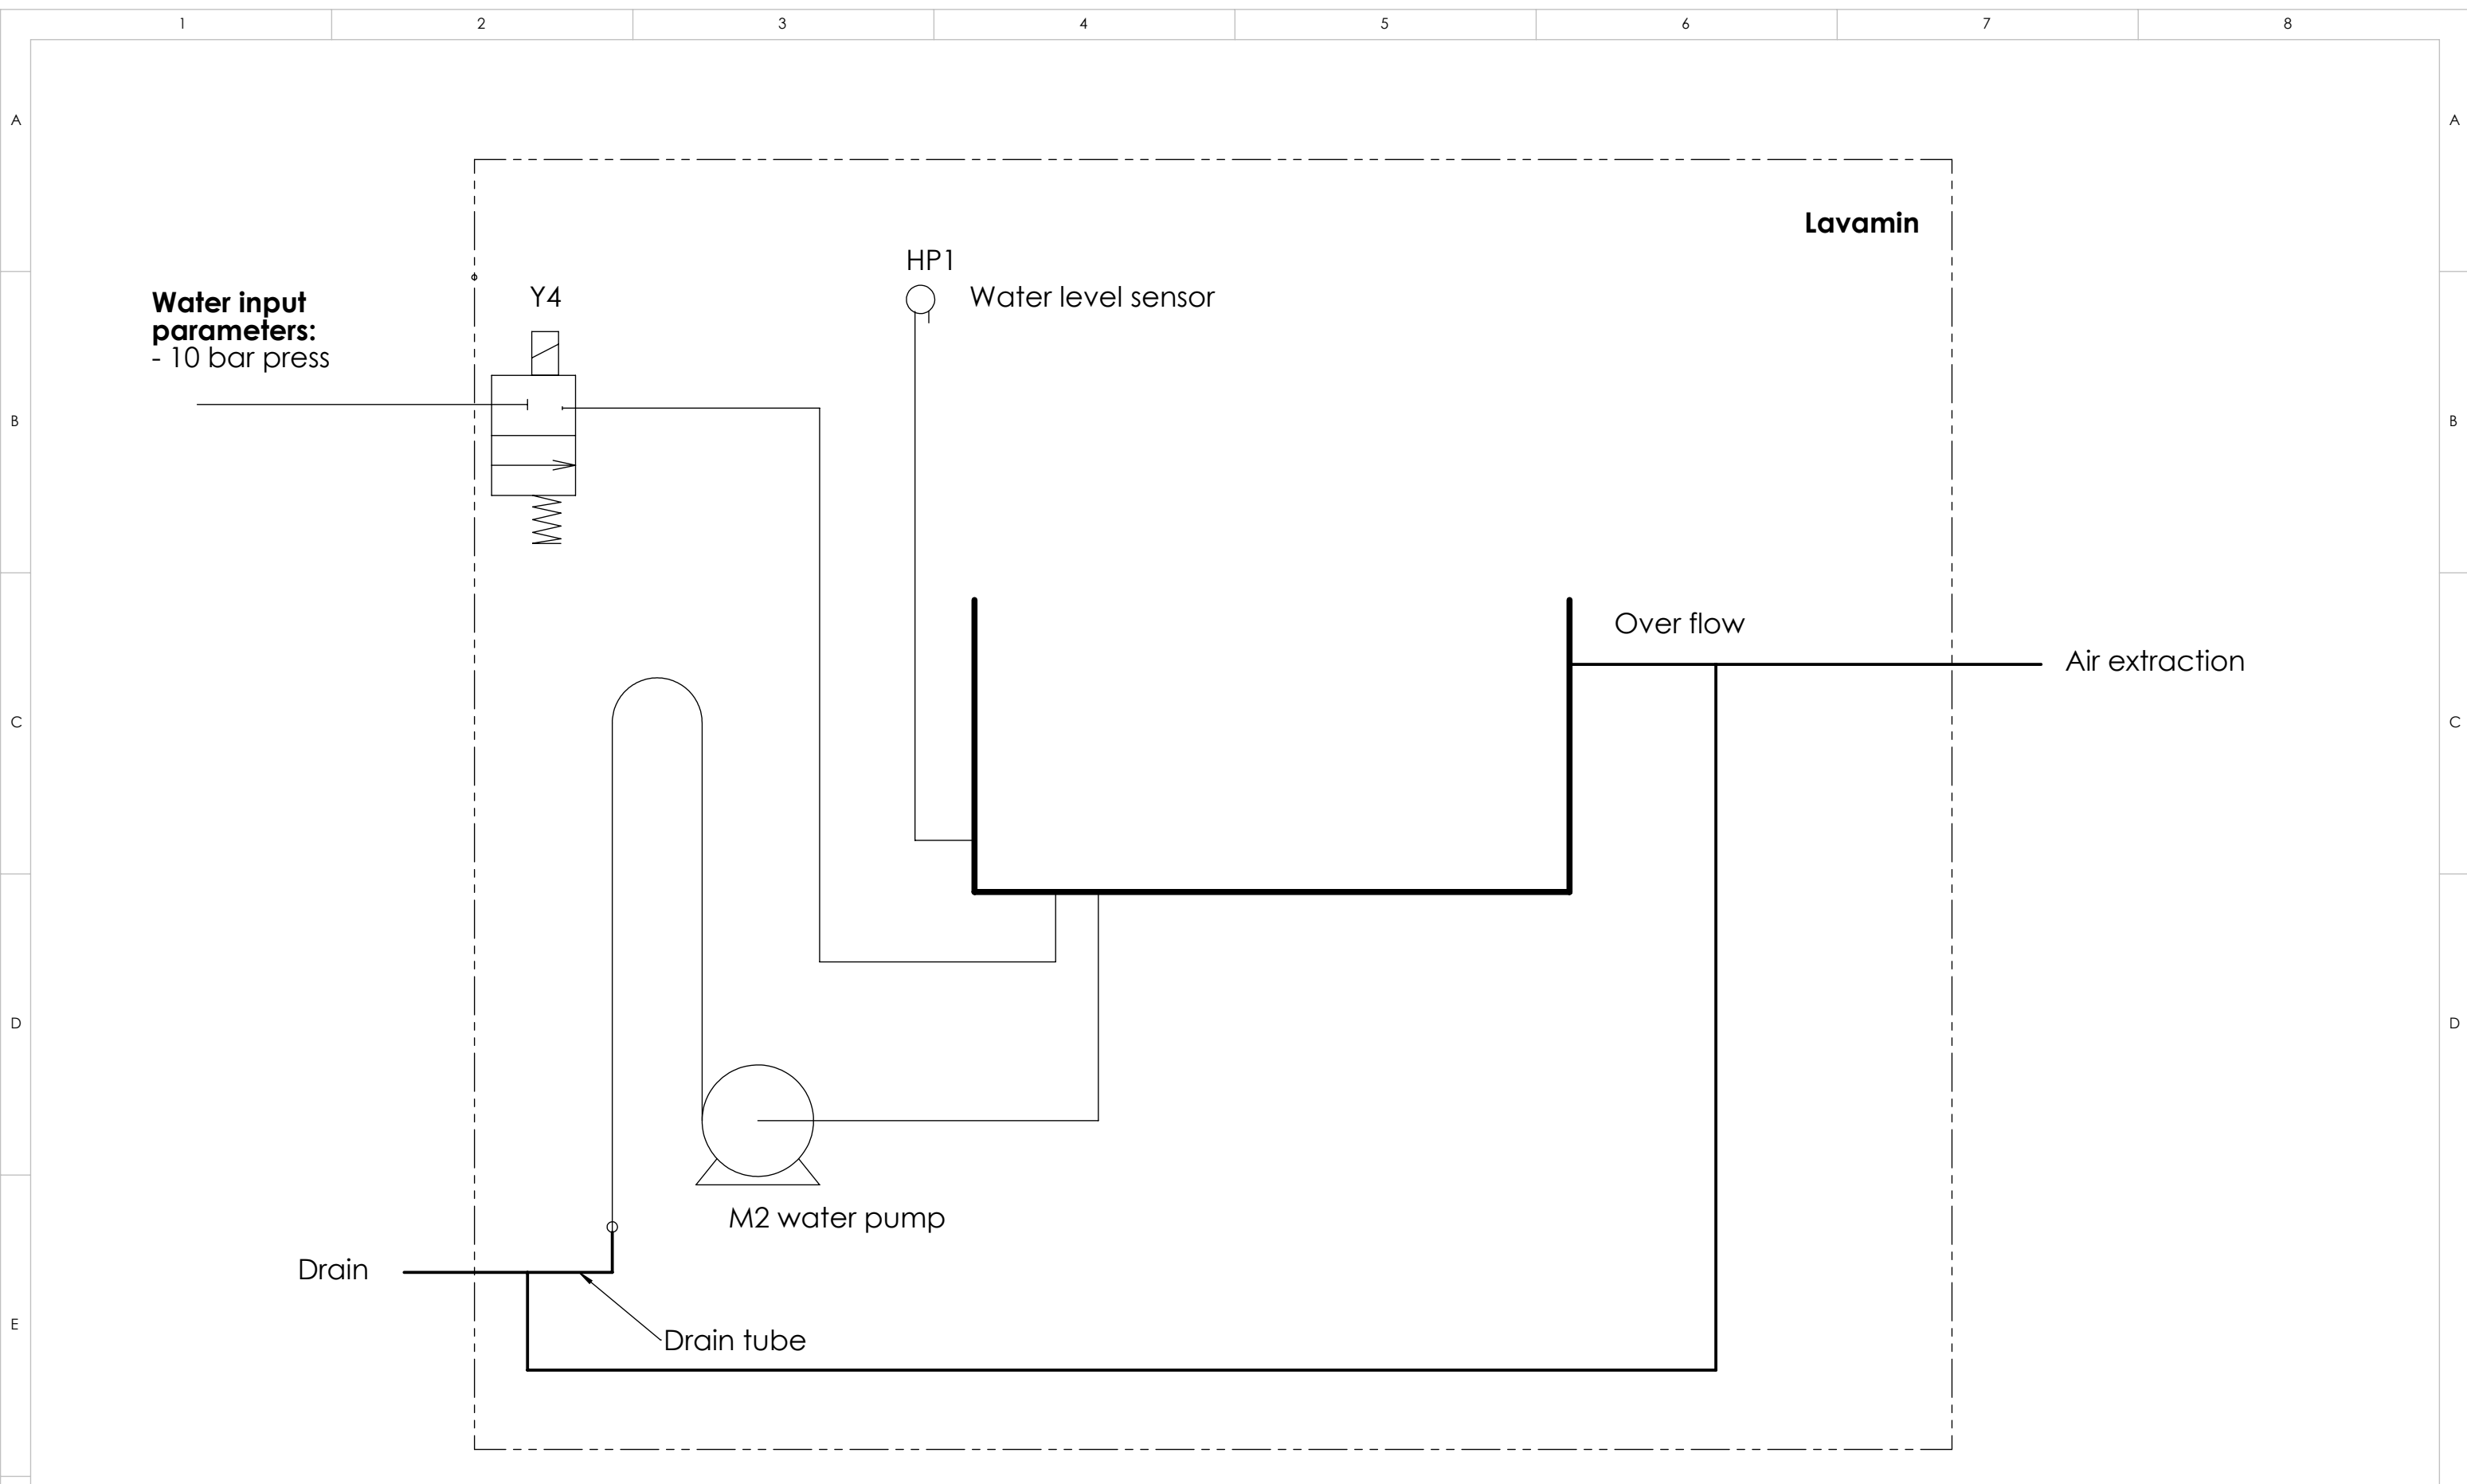 1 2 3 4 5 6 7 8
A A
Lavamin
HP1
Water level sensor
Y4
Water input
parameters:
- 10 bar press
B B
Over flow
Air extraction
C C
D D
M2 water pump
Drain
E
Drain tube